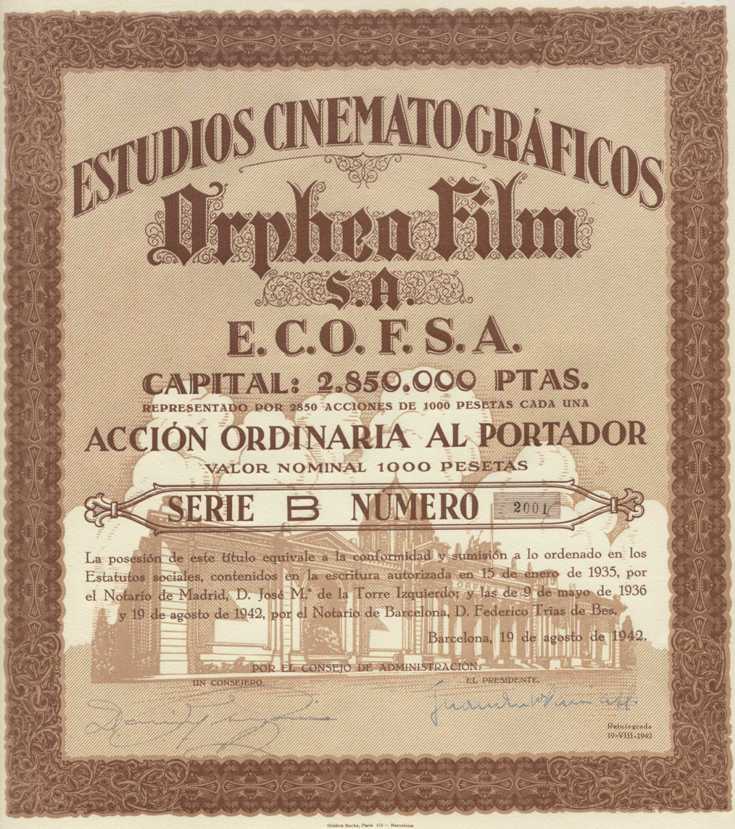 ESTUDIOS CINEMATOGRÁFICOS
Orphea Film
S.A.
E.C.O.F.S.A.
CAPITAL: 2.850.000 PTAS.
REPRESENTADO POR 2850 ACCIONES DE 1000 PESETAS CADA UNA
ACCIÓN ORDINARIA AL PORTADOR
VALOR NOMINAL 1000 PESETAS
SERIE B NUMERO 2001
La posesión de este título equivale a la conformidad y sumisión a lo ordenado en los
Estatutos sociales, contenidos en la escritura autorizada en 15 de enero de 1935, por
el Notario de Madrid, D. José M.ª de la Torre Izquierdo; y las de 9 de mayo de 1936
y 19 de agosto de 1942, por el Notario de Barcelona, D. Federico Trías de Bes.
Barcelona, 19 de agosto de 1942.
POR EL CONSEJO DE ADMINISTRACIÓN:
UN CONSEJERO,
EL PRESIDENTE,
Reintegrada
19-VIII-1942
Barcelona